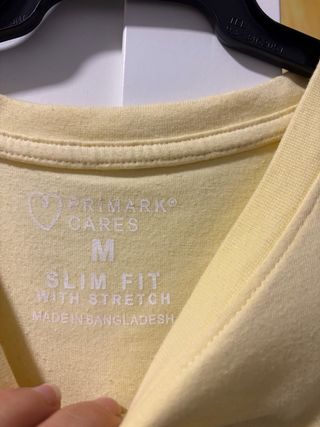 PRIMARK®
CARES
M
SLIM FIT
WITH STRETCH
MADE IN BANGLADESH